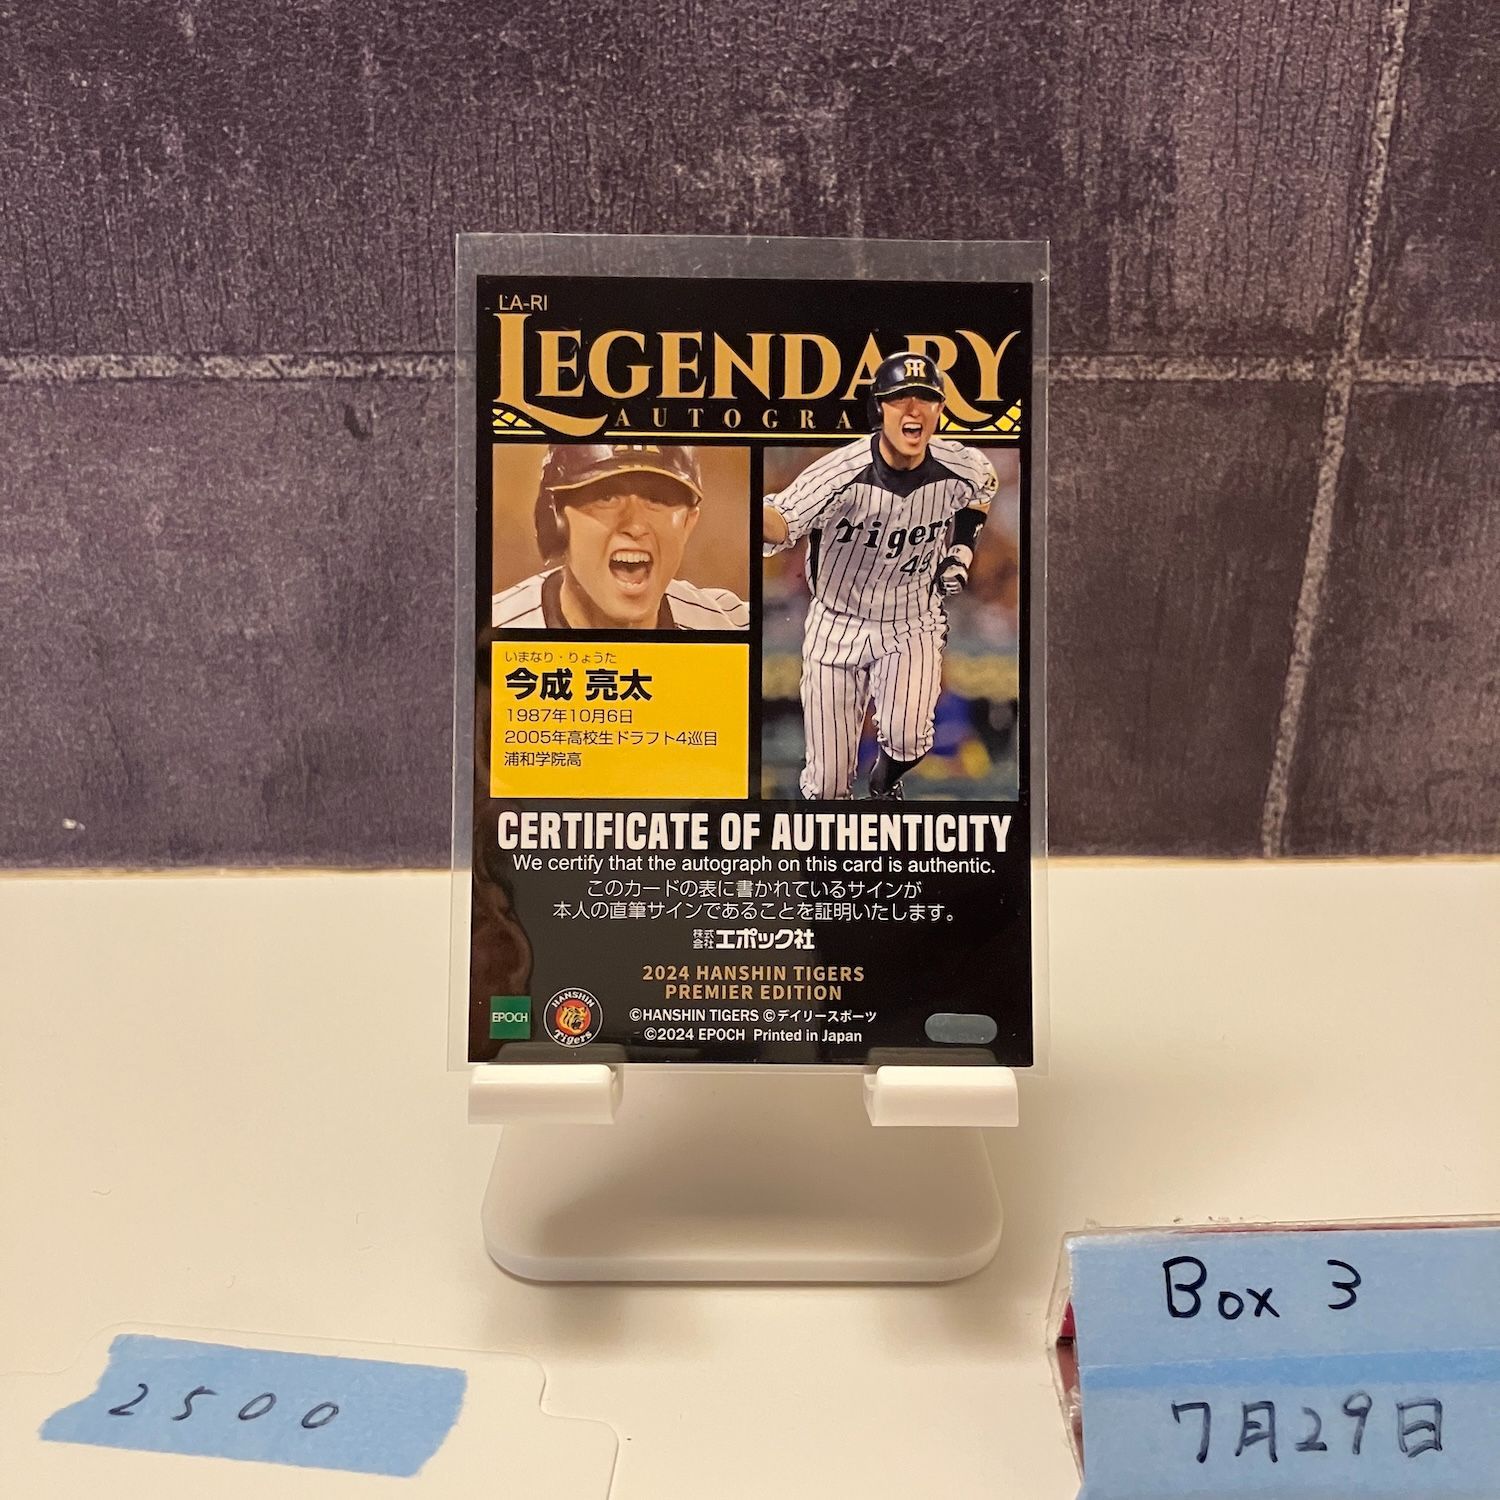 LA-RI
LEGENDARY
AUTOGRA
いまなり・りょうた
今成 亮太
1987年10月6日
2005年高校生ドラフト4巡目
浦和学院高
Tigers
49
CERTIFICATE OF AUTHENTICITY
We certify that the autograph on this card is authentic.
このカードの表に書かれているサインが
本人の直筆サインであることを証明いたします。
株式会社エポック社
2024 HANSHIN TIGERS
PREMIER EDITION
©HANSHIN TIGERS ©デイリースポーツ
©2024 EPOCH Printed in Japan
EPOCH
HANSHIN Tigers
Box 3
7月29日
2500